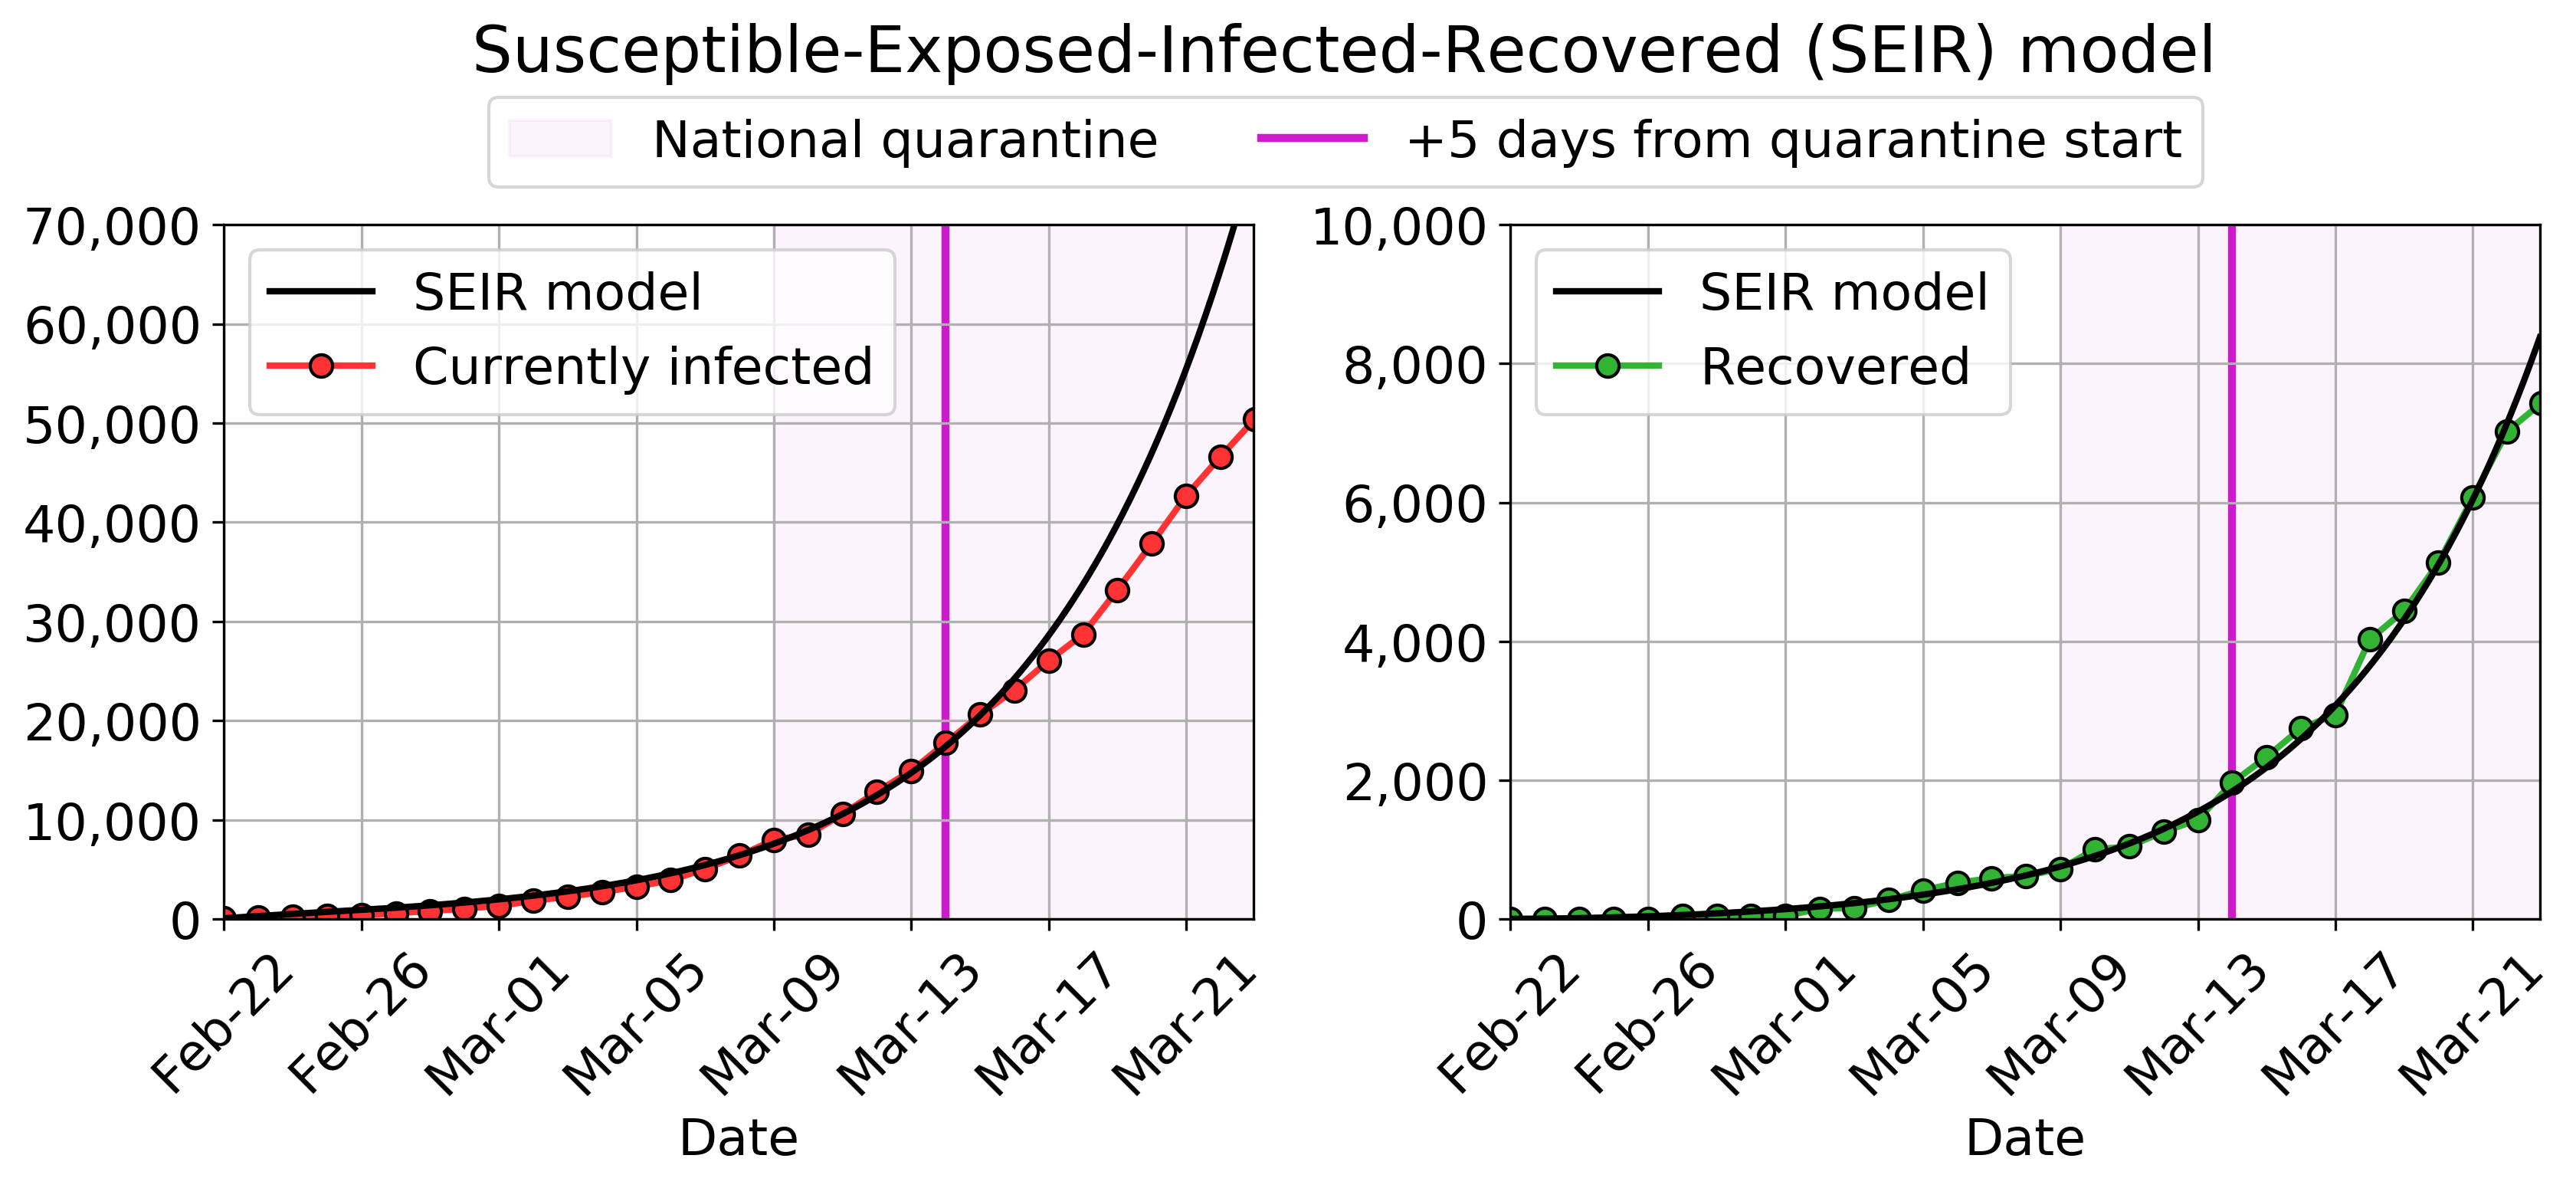 Susceptible-Exposed-Infected-Recovered (SEIR) model
National quarantine
+5 days from quarantine start
70,000
60,000
50,000
40,000
30,000
20,000
10,000
0
SEIR model
Currently infected
Feb-22
Feb-26
Mar-01
Mar-05
Mar-09
Mar-13
Mar-17
Mar-21
Date
10,000
8,000
6,000
4,000
2,000
0
SEIR model
Recovered
Feb-22
Feb-26
Mar-01
Mar-05
Mar-09
Mar-13
Mar-17
Mar-21
Date